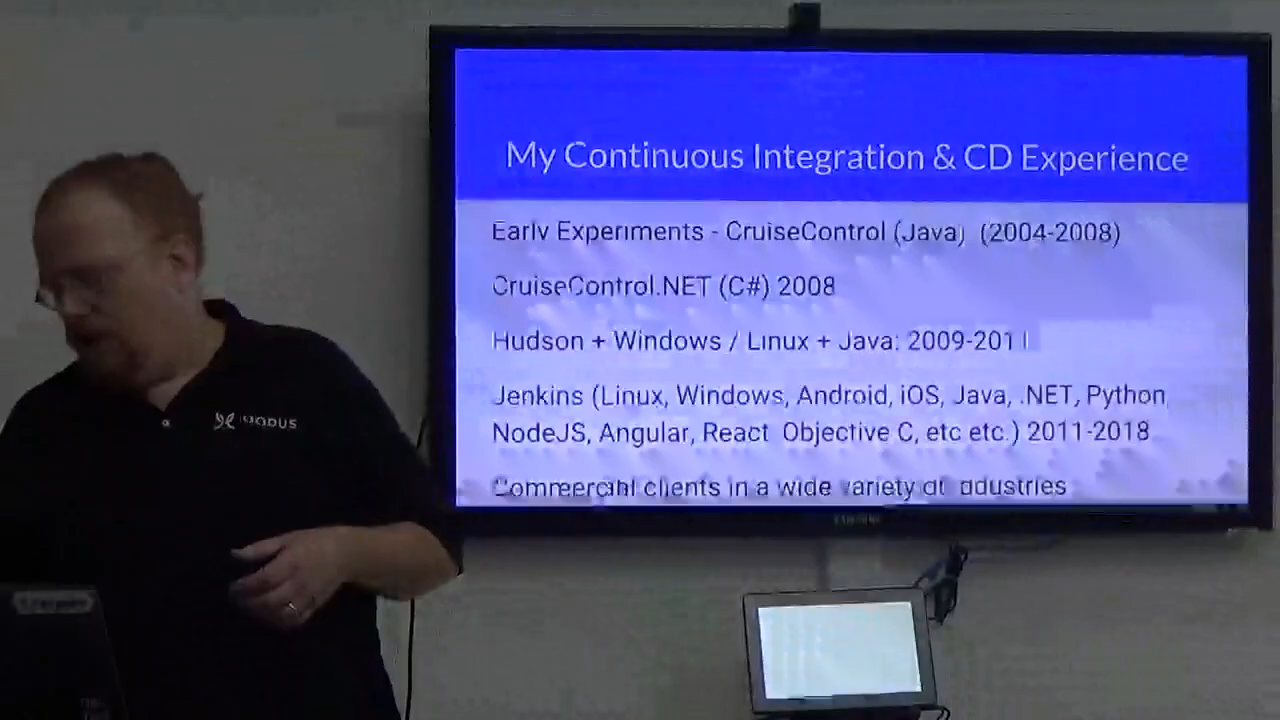 My Continuous Integration & CD Experience
Early Experiments - CruiseControl (Java) (2004-2008)
CruiseControl.NET (C#) 2008
Hudson + Windows / Linux + Java: 2009-2011
Jenkins (Linux, Windows, Android, iOS, Java, .NET, Python
NodeJS, Angular, React Objective C, etc etc.) 2011-2018
Commercial clients in a wide variety of industries